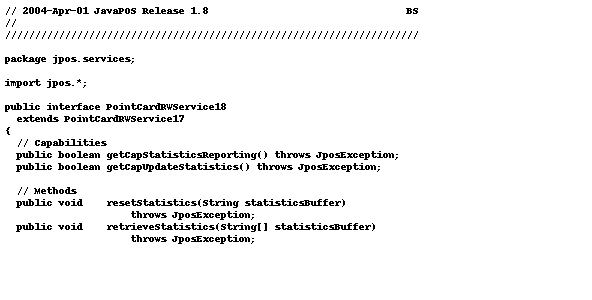 // 2004-Apr-01 JavaPOS Release 1.8                                 BS
//
/////////////////////////////////////////////////////////////////////
package jpos.services;
import jpos.*;
public interface PointCardRWService18
  extends PointCardRWService17
{
  // Capabilities
  public boolean getCapStatisticsReporting() throws JposException;
  public boolean getCapUpdateStatistics() throws JposException;
  // Methods
  public void    resetStatistics(String statisticsBuffer)
                     throws JposException;
  public void    retrieveStatistics(String[] statisticsBuffer)
                     throws JposException;